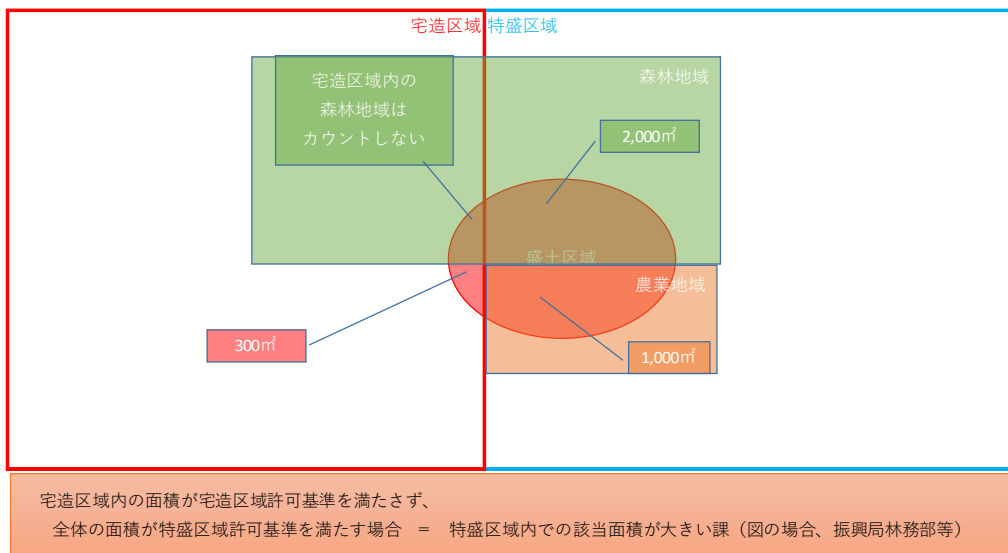 宅造区域 特盛区域
宅造区域内の
森林地域は
カウントしない
森林地域
2,000㎡
盛土区域
農業地域
300㎡
1,000㎡
宅造区域内の面積が宅造区域許可基準を満たさず、
全体の面積が特盛区域許可基準を満たす場合 = 特盛区域内での該当面積が大きい課(図の場合、振興局林務部等)